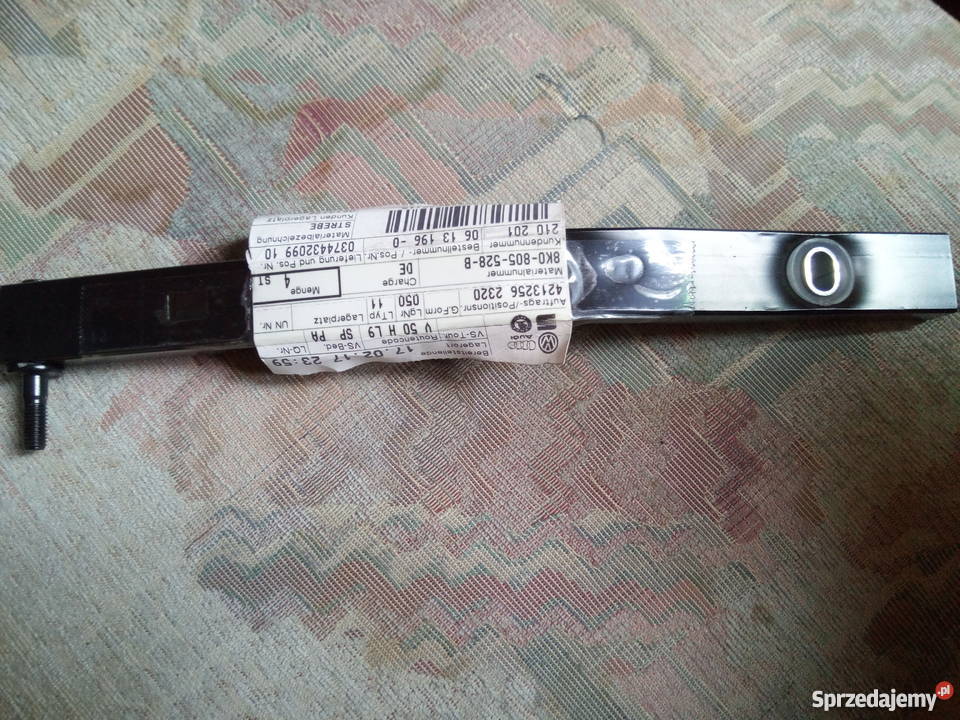 Bereitstellende 17.02.17 23:59
Lagerort VS-Tour Routencode VS-Bed. LQ-Nr.
V 50 H L9 SP PA
Audi
Auftrags-/Positionsnr. G.Form LgNr LTyp Lagerplatz UN Nr.
4213256 2320 050 11
Materialnummer Charge Menge
8K0-805-528-B DE 4 ST
Kundennummer Bestellnummer- / Pos.Nr. Lieferung und Pos. Nr.
210 201 06 13 196 -0 0374432099 10
Materialbezeichnung
STREBE
Kunden Lagerplatz
Sprzedajemy.pl